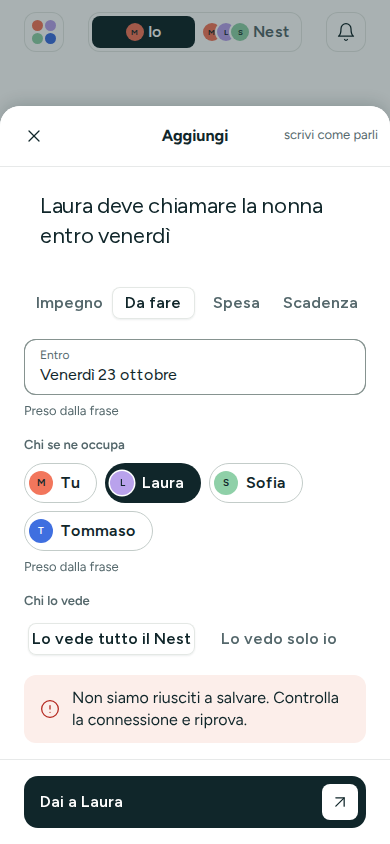 M Io
M L S Nest
Aggiungi
scrivi come parli
Laura deve chiamare la nonna
entro venerdì
Impegno Da fare Spesa Scadenza
Entro
Venerdì 23 ottobre
Preso dalla frase
Chi se ne occupa
M Tu L Laura S Sofia
T Tommaso
Preso dalla frase
Chi lo vede
Lo vede tutto il Nest Lo vedo solo io
Non siamo riusciti a salvare. Controlla
la connessione e riprova.
Dai a Laura